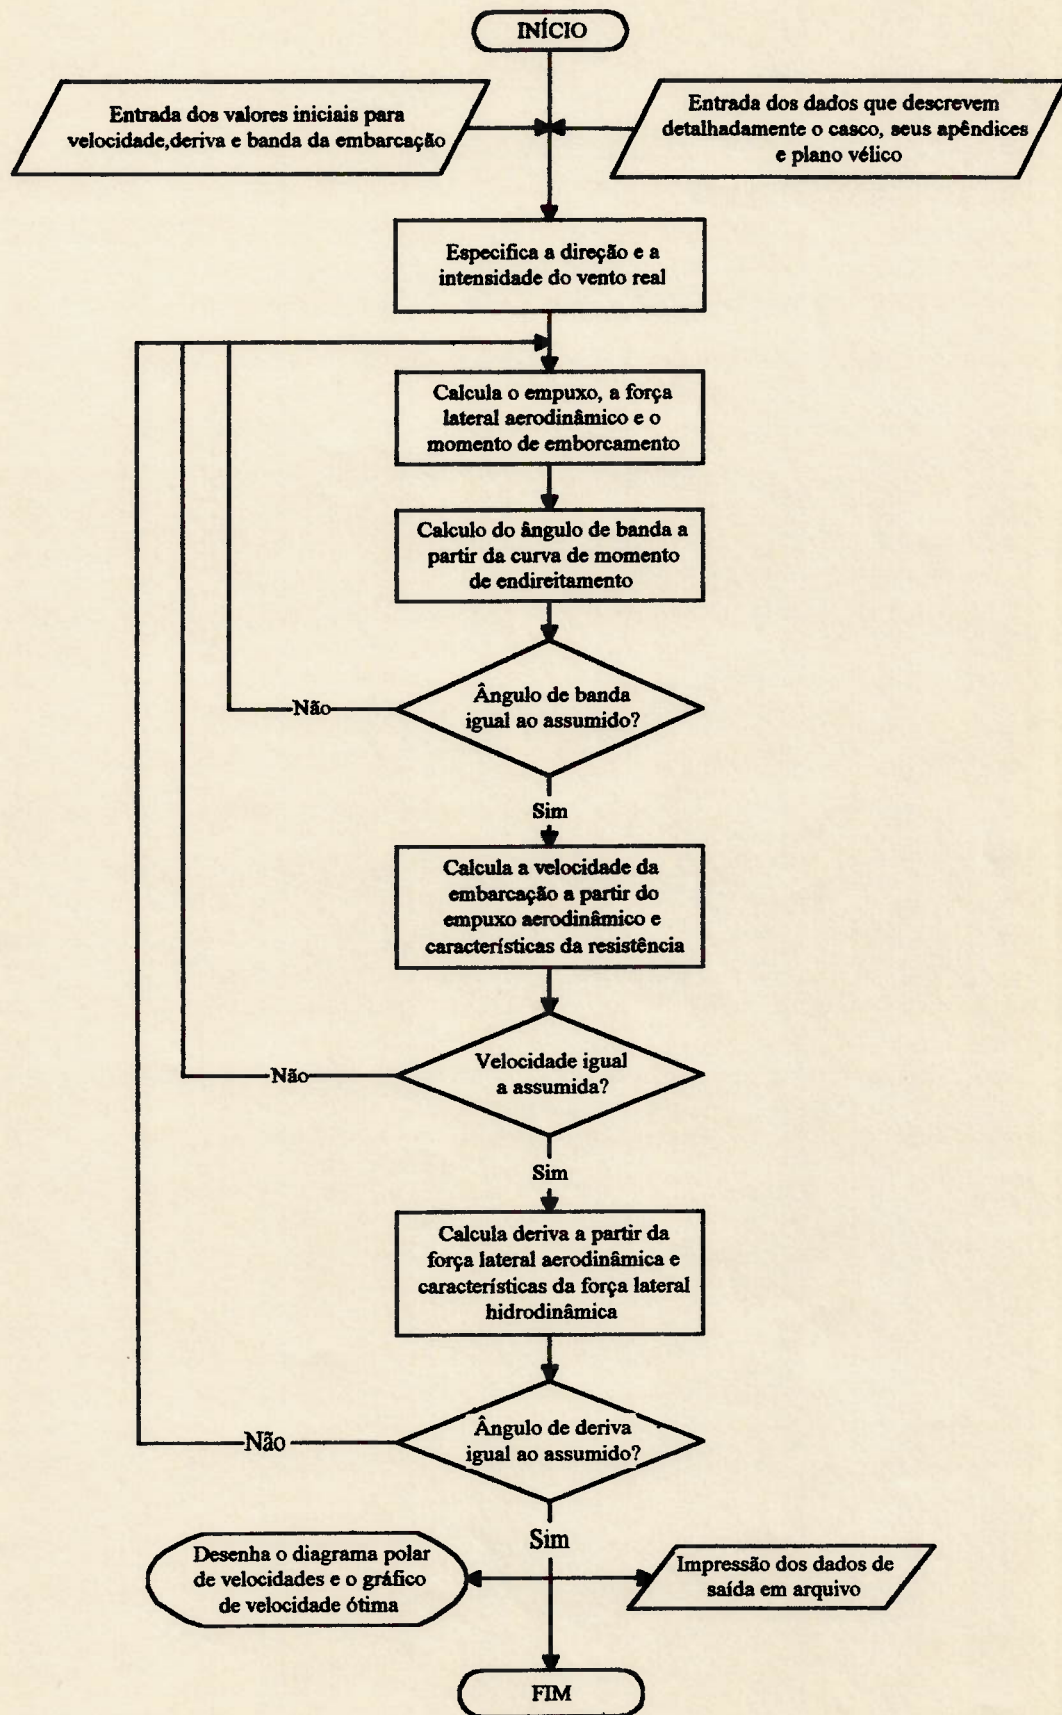 INÍCIO
Entrada dos valores iniciais para
velocidade,deriva e banda da embarcação
Entrada dos dados que descrevem
detalhadamente o casco, seus apêndices
e plano vélico
Especifica a direção e a
intensidade do vento real
Calcula o empuxo, a força
lateral aerodinâmico e o
momento de emborcamento
Calculo do ângulo de banda a
partir da curva de momento
de endireitamento
Ângulo de banda
igual ao assumido?
Não
Sim
Calcula a velocidade da
embarcação a partir do
empuxo aerodinâmico e
características da resistência
Velocidade igual
a assumida?
Não
Sim
Calcula deriva a partir da
força lateral aerodinâmica e
características da força lateral
hidrodinâmica
Ângulo de deriva
igual ao assumido?
Não
Sim
Desenha o diagrama polar
de velocidades e o gráfico
de velocidade ótima
Impressão dos dados de
saída em arquivo
FIM